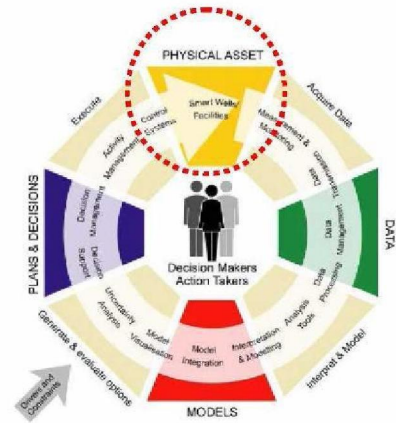 PHYSICAL ASSET
Execute
Acquire Data
Control
Systems
Smart Wells/
Facilities
Measurement &
Monitoring
Activity
Management
Data
Transmission
PLANS & DECISIONS
Decision
Management
Decision
Support
Data
Management
DATA
Decision Makers
Action Takers
Data
Processing
Uncertainty
Analysis
Model
Visualisation
Model
Integration
Interpretation
& Modelling
Analysis
Tools
Generate & evaluate options
Interpret & Model
Drivers and
Constraints
MODELS